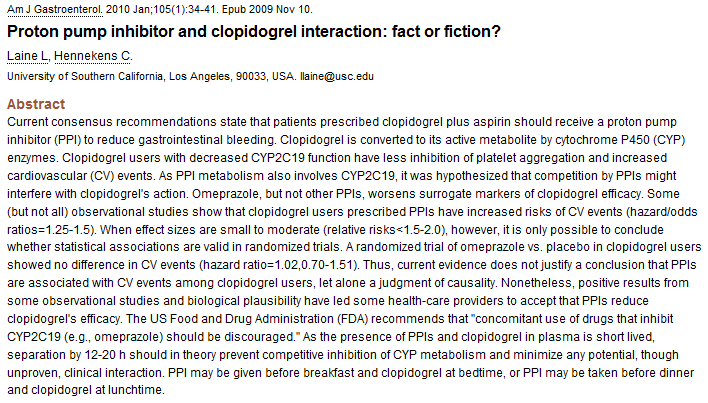 Am J Gastroenterol. 2010 Jan;105(1):34-41. Epub 2009 Nov 10.
Proton pump inhibitor and clopidogrel interaction: fact or fiction?
Laine L, Hennekens C.
University of Southern California, Los Angeles, 90033, USA. llaine@usc.edu
Abstract
Current consensus recommendations state that patients prescribed clopidogrel plus aspirin should receive a proton pump
inhibitor (PPI) to reduce gastrointestinal bleeding. Clopidogrel is converted to its active metabolite by cytochrome P450 (CYP)
enzymes. Clopidogrel users with decreased CYP2C19 function have less inhibition of platelet aggregation and increased
cardiovascular (CV) events. As PPI metabolism also involves CYP2C19, it was hypothesized that competition by PPIs might
interfere with clopidogrel's action. Omeprazole, but not other PPIs, worsens surrogate markers of clopidogrel efficacy. Some
(but not all) observational studies show that clopidogrel users prescribed PPIs have increased risks of CV events (hazard/odds
ratios=1.25-1.5). When effect sizes are small to moderate (relative risks<1.5-2.0), however, it is only possible to conclude
whether statistical associations are valid in randomized trials. A randomized trial of omeprazole vs. placebo in clopidogrel users
showed no difference in CV events (hazard ratio=1.02,0.70-1.51). Thus, current evidence does not justify a conclusion that PPIs
are associated with CV events among clopidogrel users, let alone a judgment of causality. Nonetheless, positive results from
some observational studies and biological plausibility have led some health-care providers to accept that PPIs reduce
clopidogrel's efficacy. The US Food and Drug Administration (FDA) recommends that "concomitant use of drugs that inhibit
CYP2C19 (e.g., omeprazole) should be discouraged." As the presence of PPIs and clopidogrel in plasma is short lived,
separation by 12-20 h should in theory prevent competitive inhibition of CYP metabolism and minimize any potential, though
unproven, clinical interaction. PPI may be given before breakfast and clopidogrel at bedtime, or PPI may be taken before dinner
and clopidogrel at lunchtime.